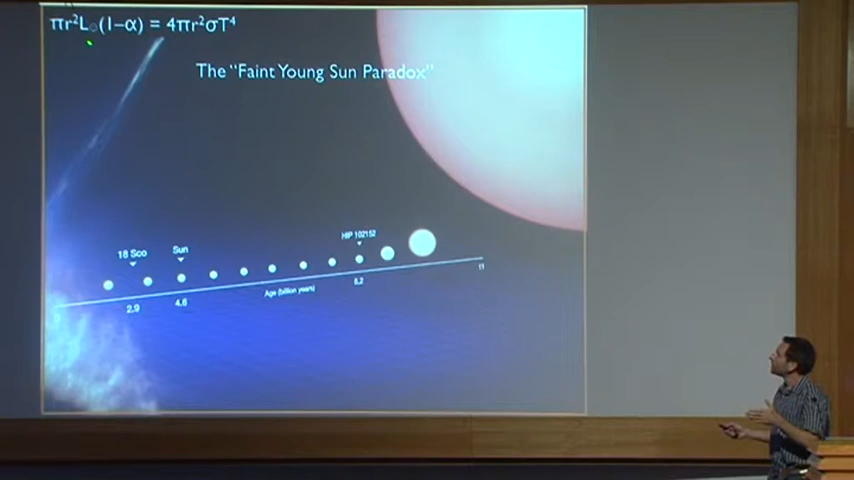 πr²L☉(1–α) = 4πr²σT⁴
The "Faint Young Sun Paradox"
HIP 102152
18 Sco
Sun
0
2.9
4.6
Age (billion years)
8.2
11